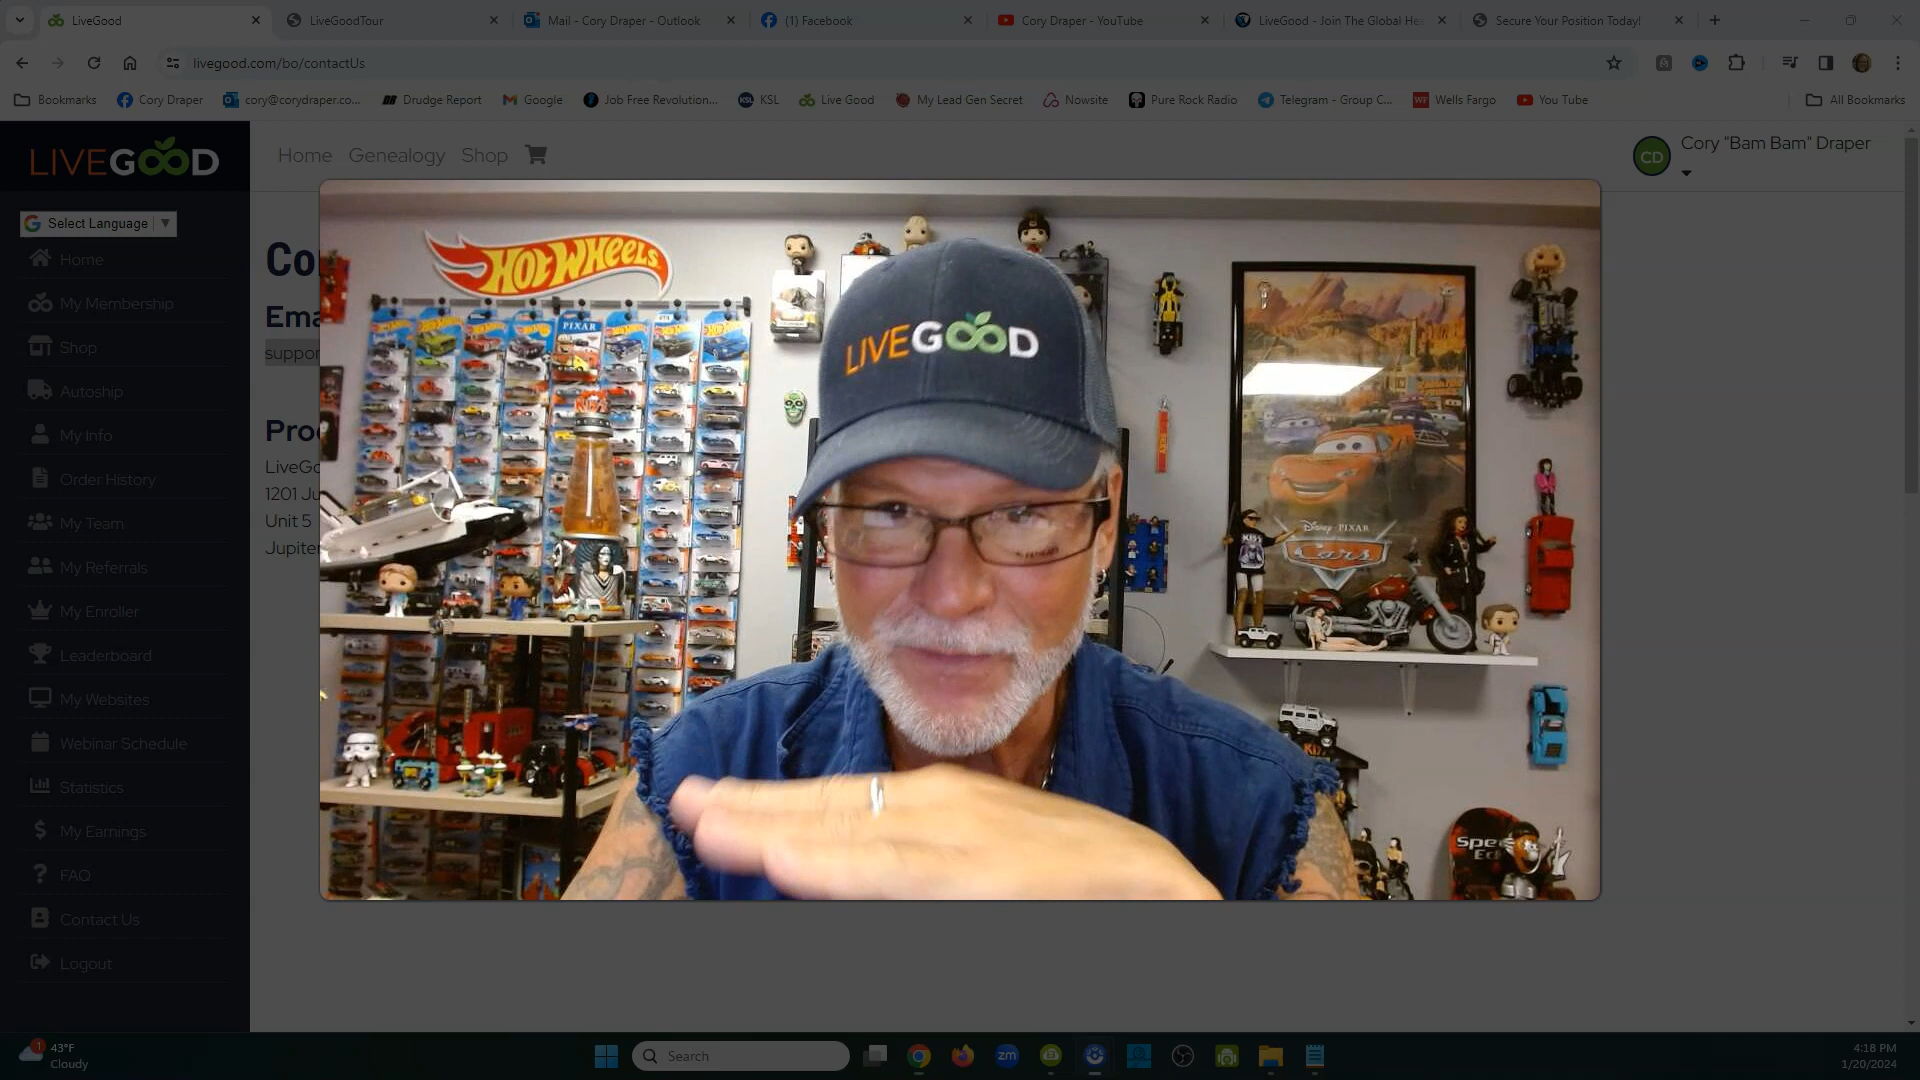 LiveGood
LiveGoodTour
Mail - Cory Draper - Outlook
(1) Facebook
Cory Draper - YouTube
LiveGood - Join The Global He
Secure Your Position Today!
livegood.com/bo/contactUs
Bookmarks
Cory Draper
cory@corydraper.co...
Drudge Report
Google
Job Free Revolution...
KSL
Live Good
My Lead Gen Secret
Nowsite
Pure Rock Radio
Telegram - Group C...
Wells Fargo
You Tube
All Bookmarks
LIVEGOOD
Home
Genealogy
Shop
CD
Cory "Bam Bam" Draper
Select Language
Home
My Membership
Shop
Autoship
My Info
Order History
My Team
My Referrals
My Enroller
Leaderboard
My Websites
Webinar Schedule
Statistics
My Earnings
FAQ
Contact Us
Logout
Co
Ema
suppor
Pro
LiveGo
1201 Ju
Unit 5
Jupiter
HOT WHEELS
PIXAR
LIVEGOOD
DISNEY · PIXAR
Cars
KISS
1
43°F
Cloudy
Search
zm
4:18 PM
1/20/2024